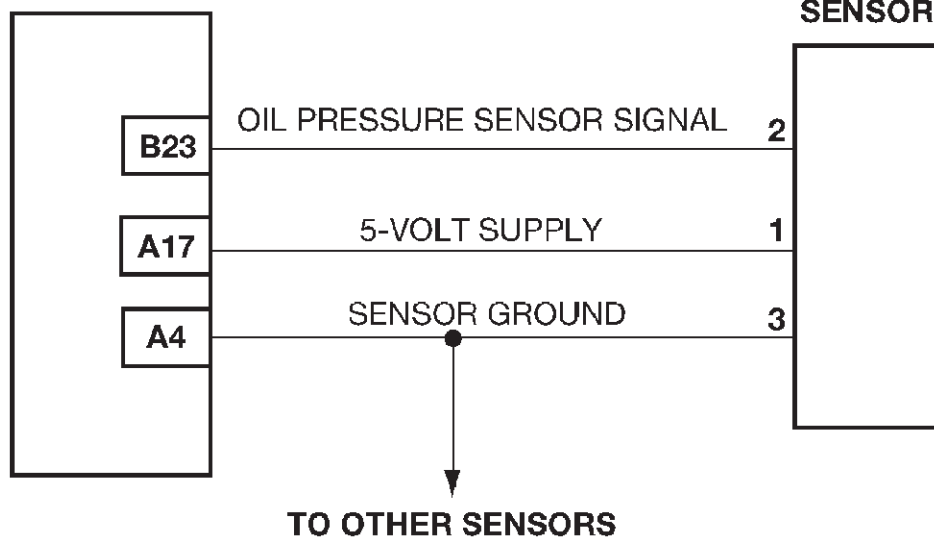 SENSOR
OIL PRESSURE SENSOR SIGNAL
2
B23
5-VOLT SUPPLY
1
A17
SENSOR GROUND
3
A4
TO OTHER SENSORS